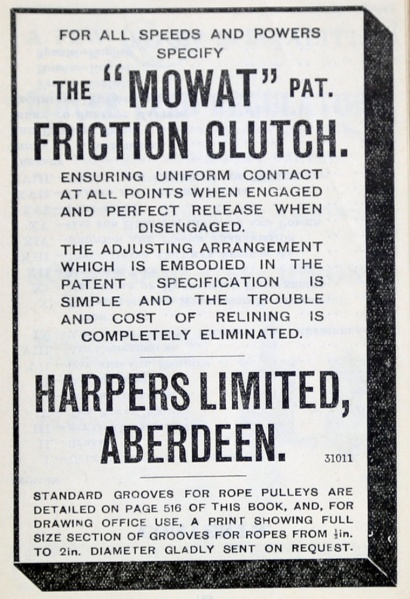 FOR ALL SPEEDS AND POWERS
SPECIFY
THE "MOWAT" PAT.
FRICTION CLUTCH.
ENSURING UNIFORM CONTACT
AT ALL POINTS WHEN ENGAGED
AND PERFECT RELEASE WHEN
DISENGAGED.
THE ADJUSTING ARRANGEMENT
WHICH IS EMBODIED IN THE
PATENT SPECIFICATION IS
SIMPLE AND THE TROUBLE
AND COST OF RELINING IS
COMPLETELY ELIMINATED.
HARPERS LIMITED,
ABERDEEN.
31011
STANDARD GROOVES FOR ROPE PULLEYS ARE
DETAILED ON PAGE 516 OF THIS BOOK, AND, FOR
DRAWING OFFICE USE, A PRINT SHOWING FULL
SIZE SECTION OF GROOVES FOR ROPES FROM ½in.
TO 2in. DIAMETER GLADLY SENT ON REQUEST.